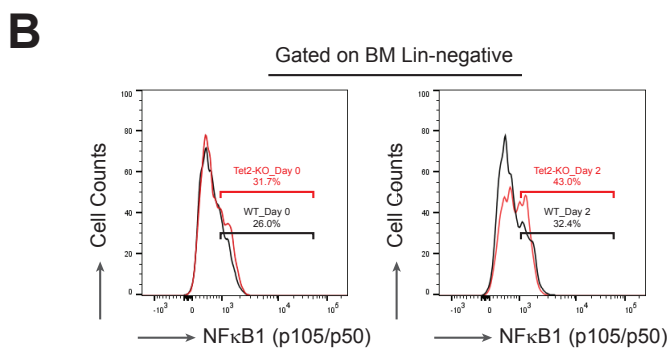 B
Gated on BM Lin-negative
100
80
60
40
20
0
Cell Counts
Tet2-KO_Day 0
31.7%
WT_Day 0
26.0%
-10³ 0 10³ 10⁴ 10⁵
NFκB1 (p105/p50)
100
80
60
40
20
0
Cell Counts
Tet2-KO_Day 2
43.0%
WT_Day 2
32.4%
-10³ 0 10³ 10⁴ 10⁵
NFκB1 (p105/p50)